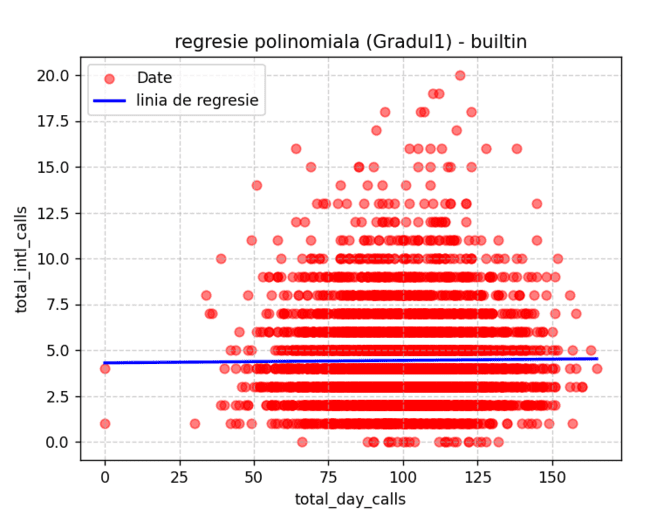 regresie polinomiala (Gradul1) - builtin
Date
linia de regresie
total_intl_calls
20.0
17.5
15.0
12.5
10.0
7.5
5.0
2.5
0.0
0 25 50 75 100 125 150
total_day_calls